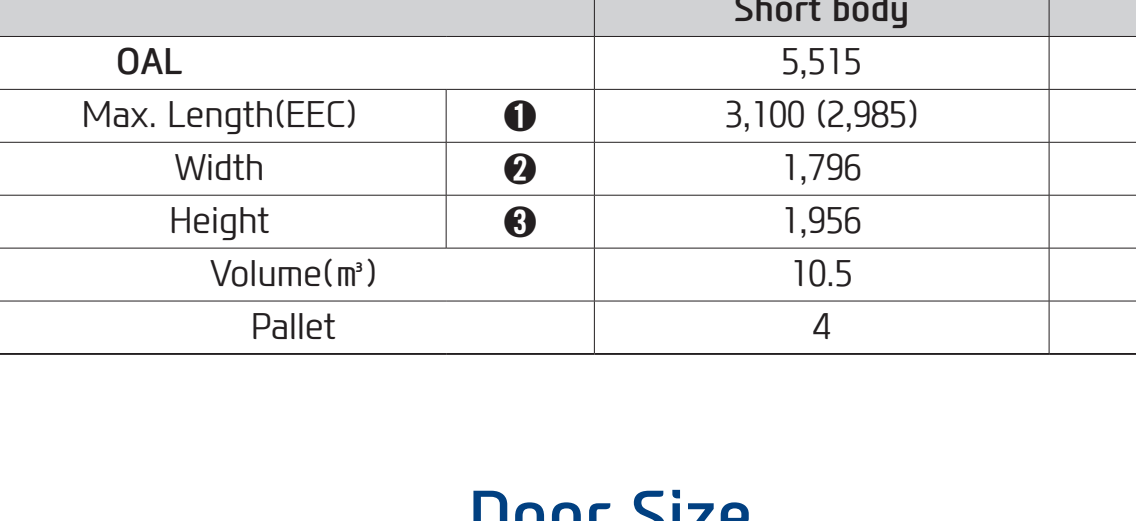 Short body
OAL 5,515
Max. Length(EEC) ❶ 3,100 (2,985)
Width ❷ 1,796
Height ❸ 1,956
Volume(㎥) 10.5
Pallet 4
Door Size